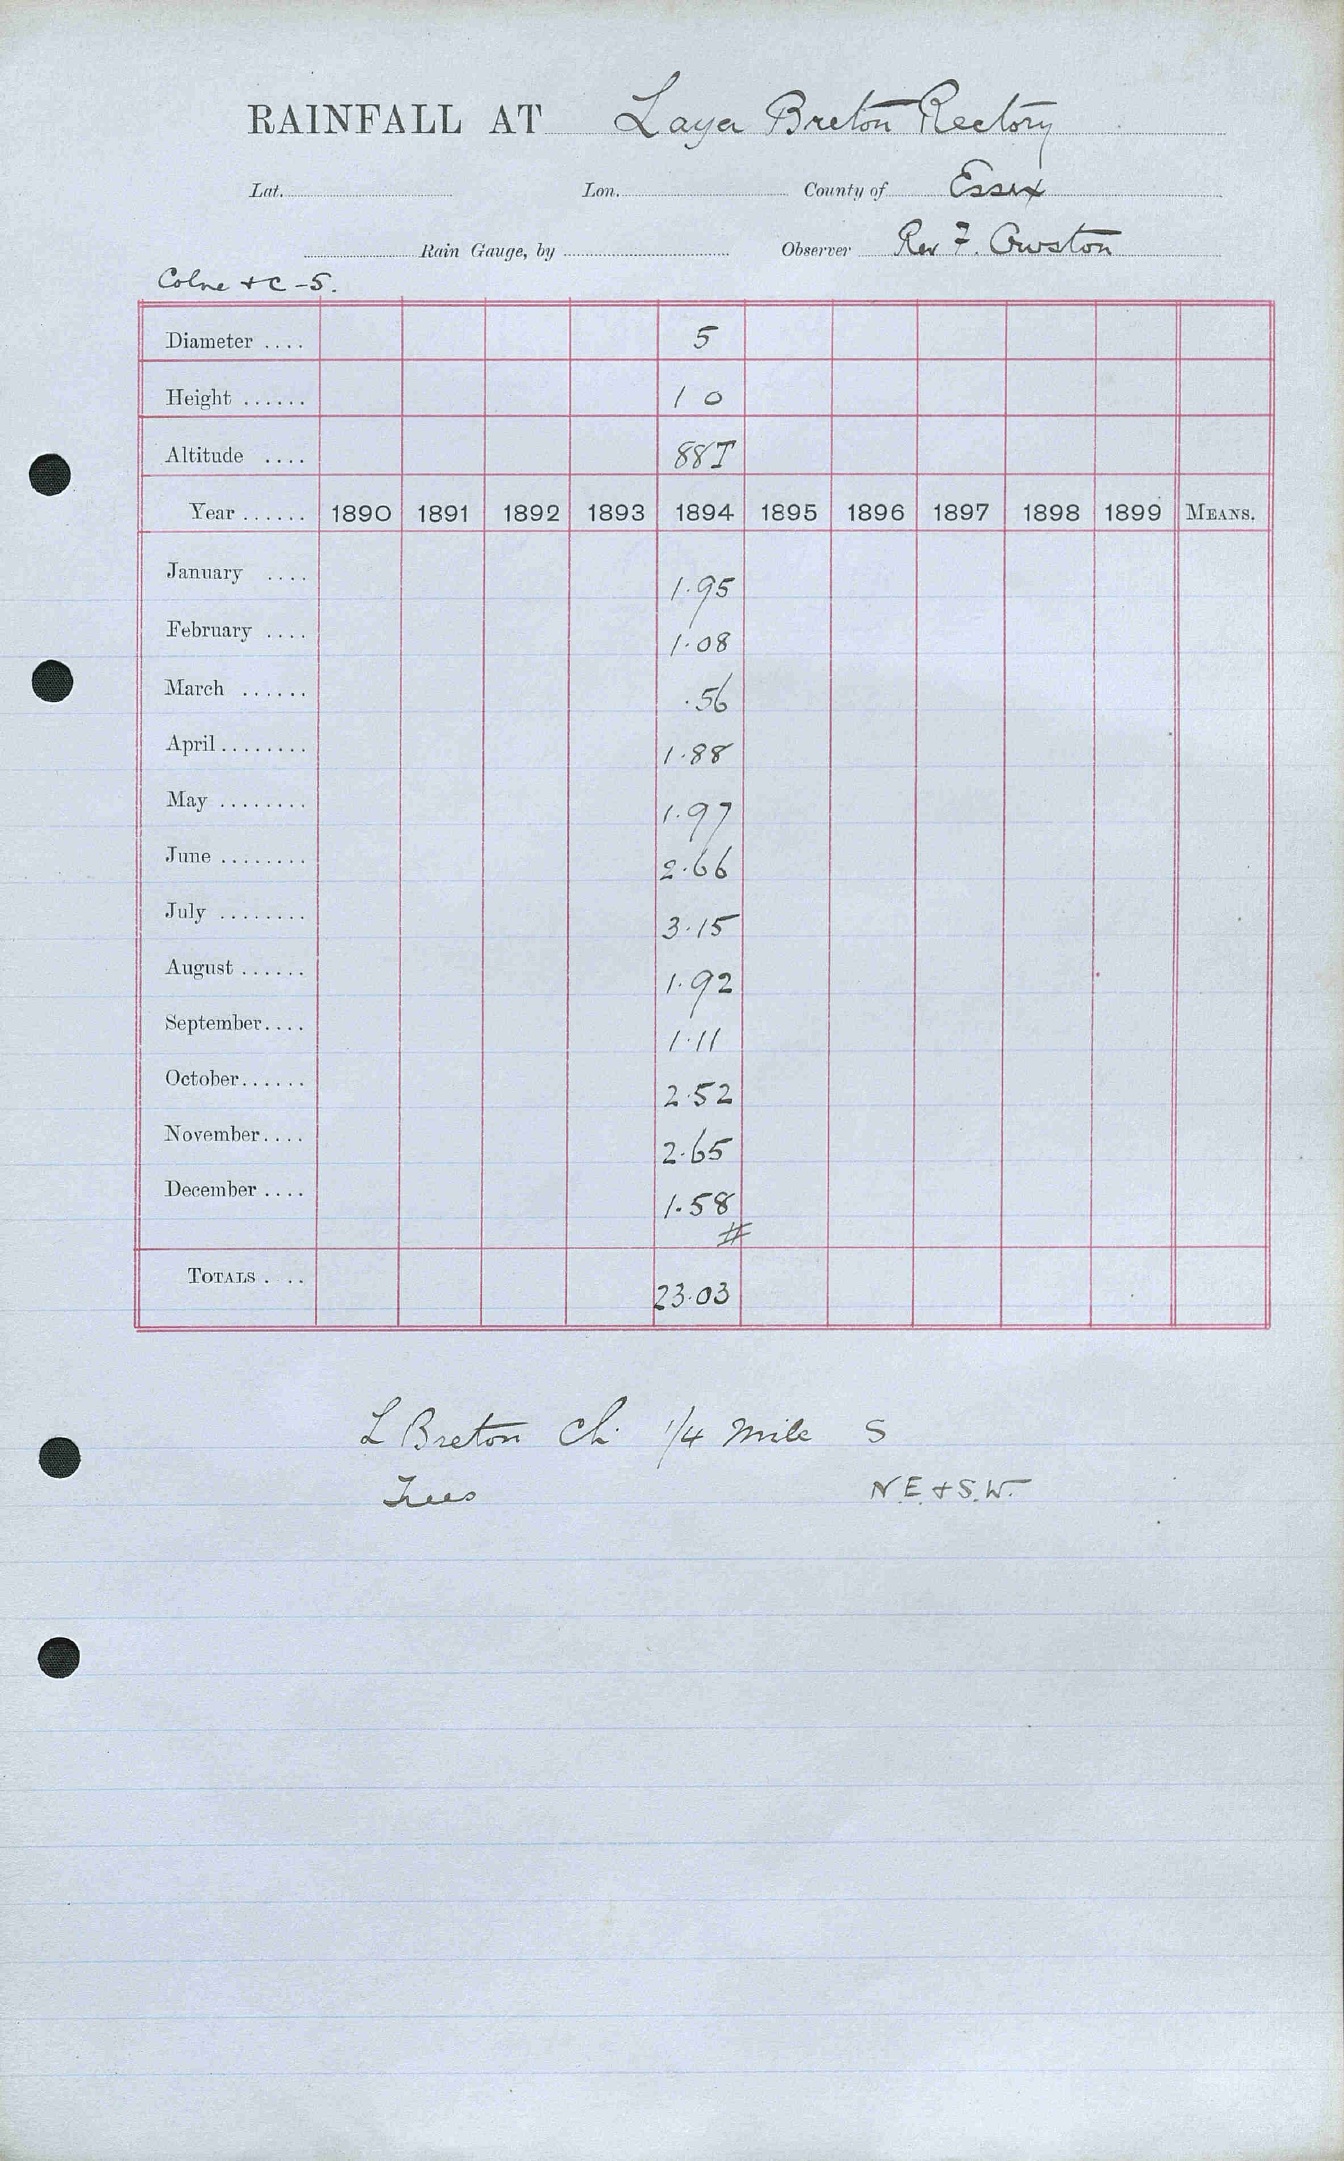 RAINFALL AT Layer Breton Rectory
Lat. Lon. County of Essex
Rain Gauge, by Observer Rev F. Owston
Colne & C - 5.
Diameter .... 5
Height ...... 1 0
Altitude .... 88T
Year ...... 1890 1891 1892 1893 1894 1895 1896 1897 1898 1899 MEANS.
January .... 1.95
February .... 1.08
March ...... .56
April ........ 1.88
May ........ 1.97
June ........ 2.66
July ........ 3.15
August ...... 1.92
September.... 1.11
October...... 2.52
November.... 2.65
December .... 1.58
#
TOTALS . .. 23.03
L Breton Ch. 1/4 Mile S
Trees N.E. & S.W.